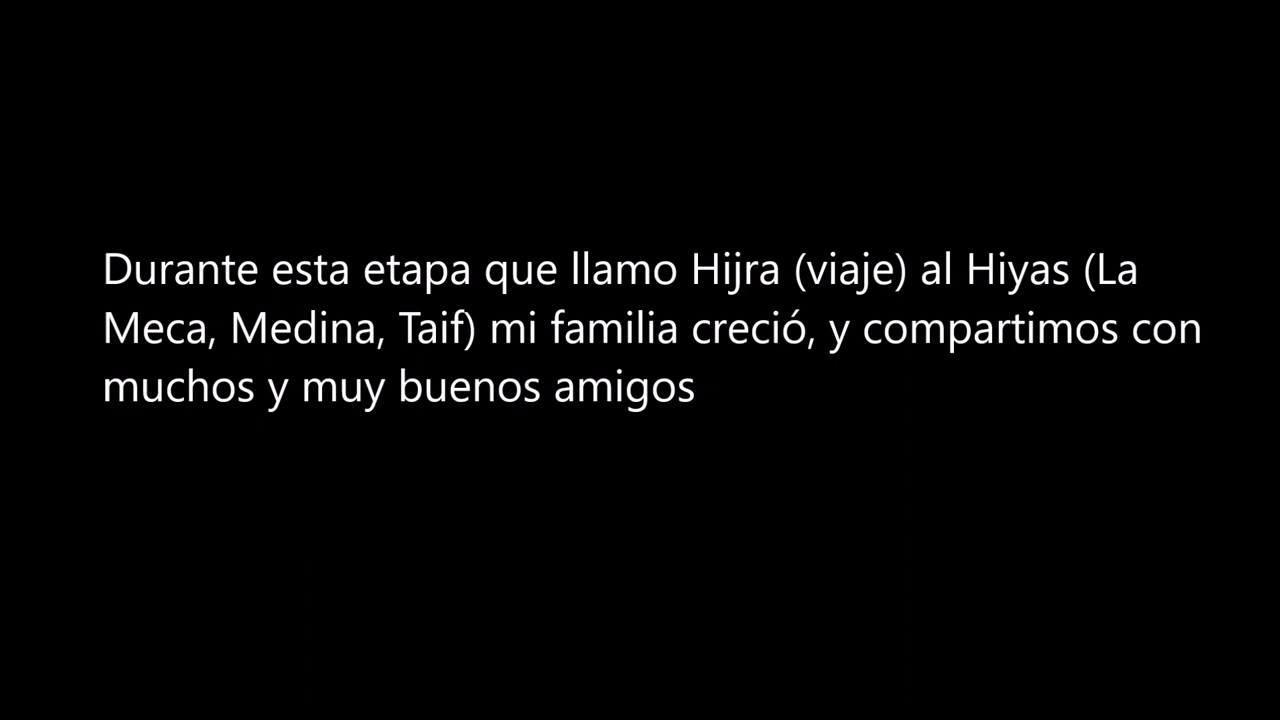 Durante esta etapa que llamo Hijra (viaje) al Hiyas (La
Meca, Medina, Taif) mi familia creció, y compartimos con
muchos y muy buenos amigos